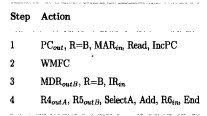 Step Action
1 PCout, R=B, MARin, Read, IncPC
2 WMFC
3 MDRoutB, R=B, IRin
4 R4outA, R5outB, SelectA, Add, R6in, End